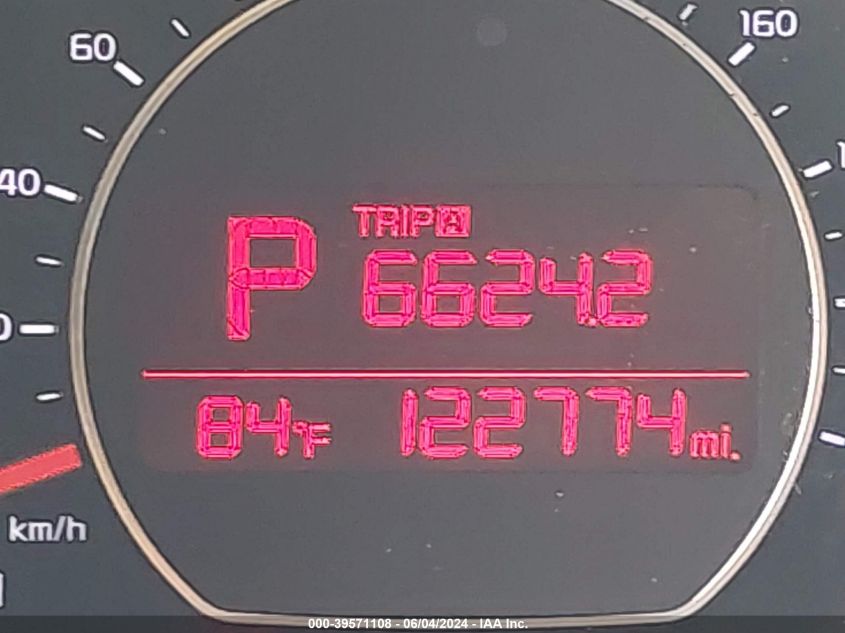 160
60
40
TRIP A
P 6624.2
84°F 122774 mi.
km/h
000-39571108 - 06/04/2024 - IAA Inc.